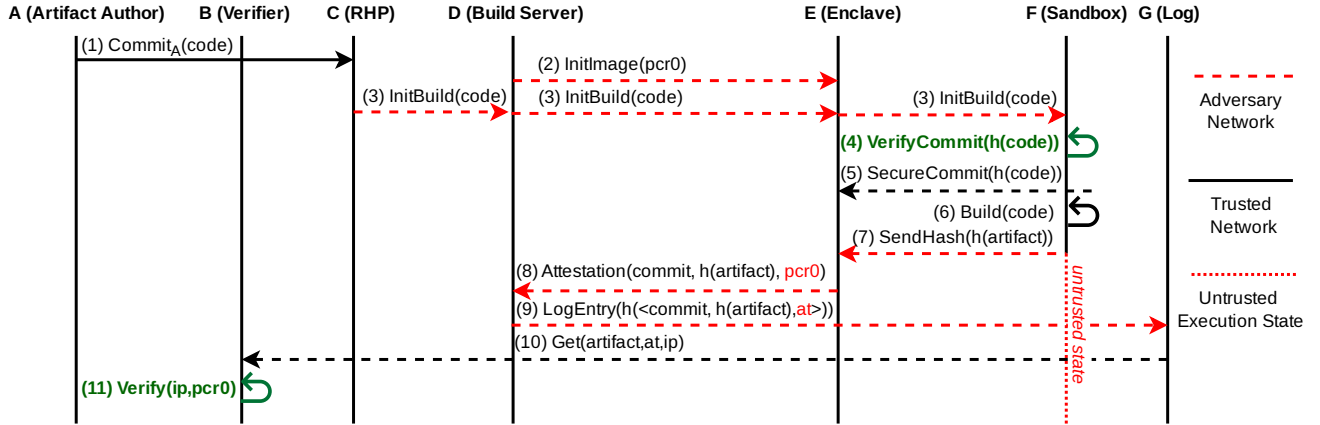 A (Artifact Author) B (Verifier) C (RHP) D (Build Server) E (Enclave) F (Sandbox) G (Log)
(1) CommitA(code)
(2) InitImage(pcr0)
(3) InitBuild(code) (3) InitBuild(code) (3) InitBuild(code)
(4) VerifyCommit(h(code))
(5) SecureCommit(h(code))
(6) Build(code)
(7) SendHash(h(artifact))
(8) Attestation(commit, h(artifact), pcr0)
(9) LogEntry(h(<commit, h(artifact),at>))
(10) Get(artifact,at,ip)
(11) Verify(ip,pcr0)
untrusted state
Adversary
Network
Trusted
Network
Untrusted
Execution State